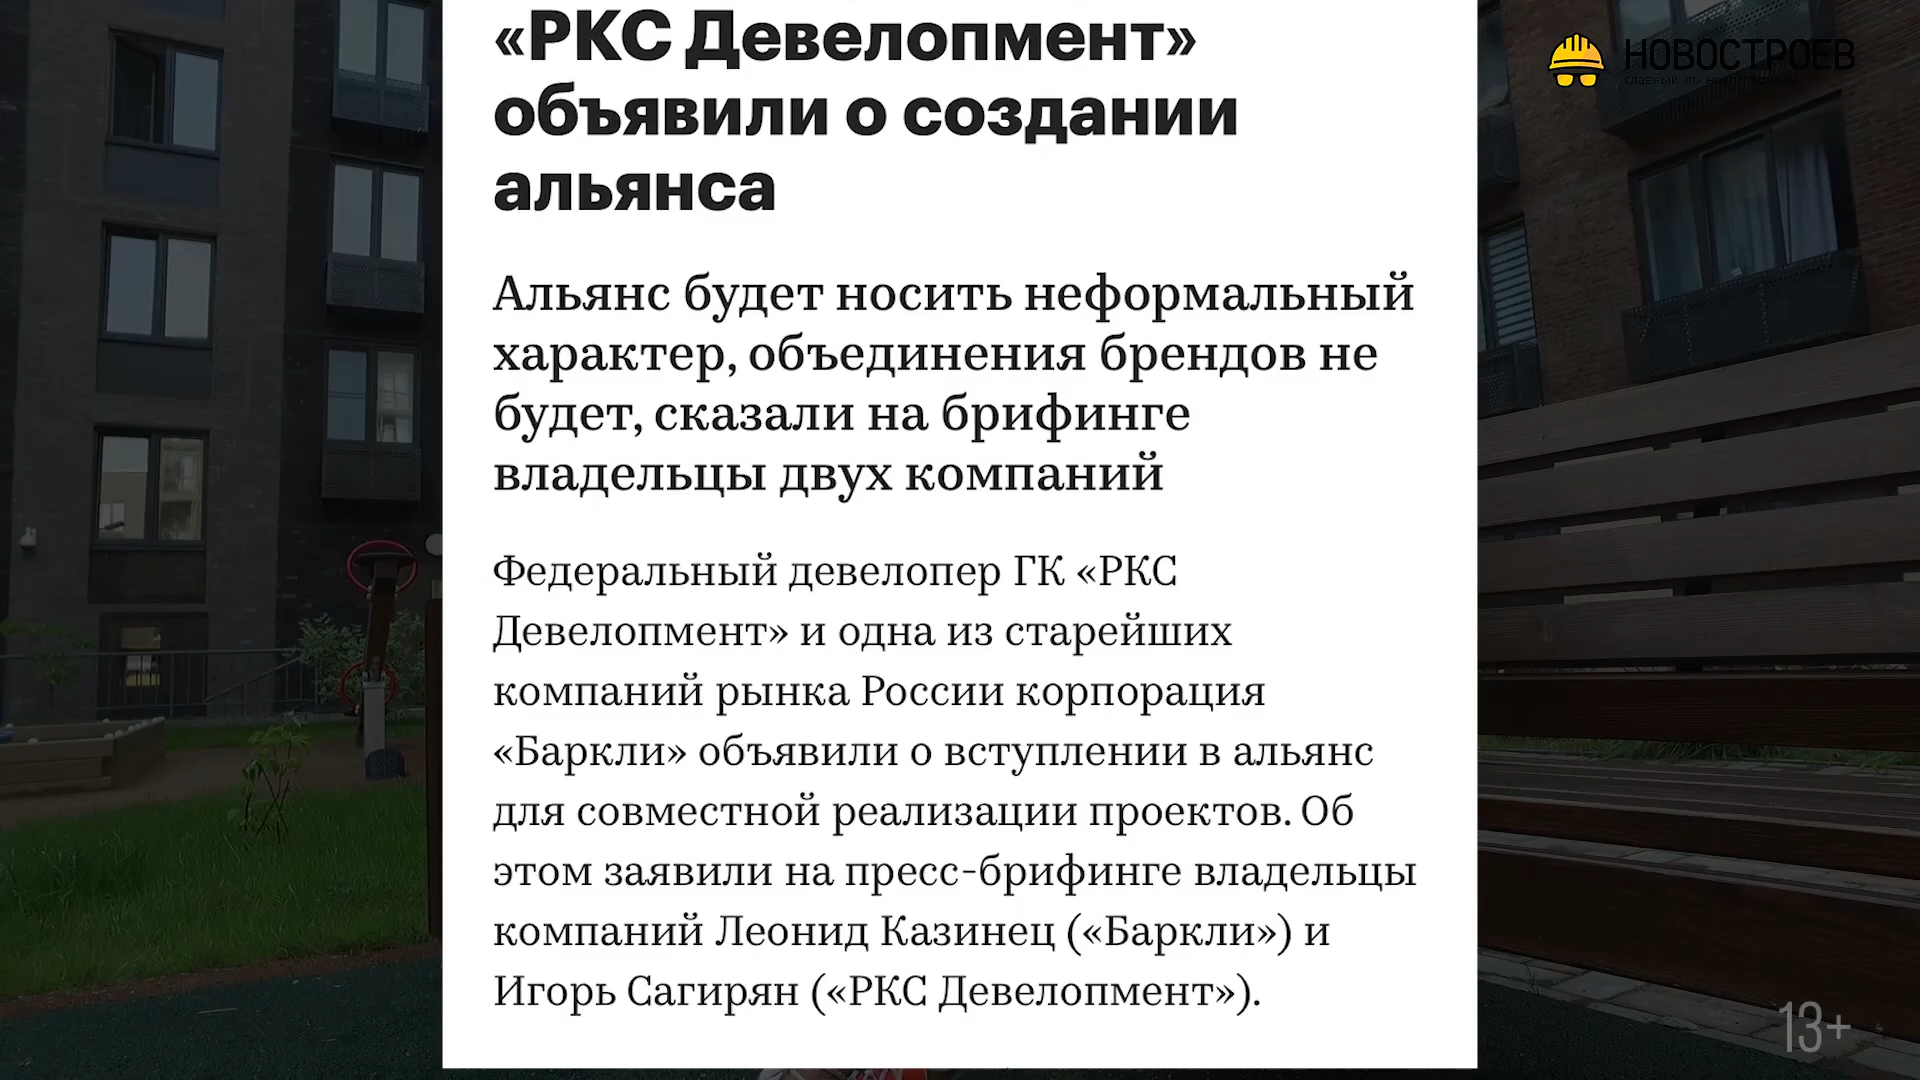 «РКС Девелопмент»
объявили о создании
альянса
НОВОСТРОЕВ
главный по новостройкам
Альянс будет носить неформальный
характер, объединения брендов не
будет, сказали на брифинге
владельцы двух компаний
Федеральный девелопер ГК «РКС
Девелопмент» и одна из старейших
компаний рынка России корпорация
«Баркли» объявили о вступлении в альянс
для совместной реализации проектов. Об
этом заявили на пресс-брифинге владельцы
компаний Леонид Казинец («Баркли») и
Игорь Сагирян («РКС Девелопмент»).
13+